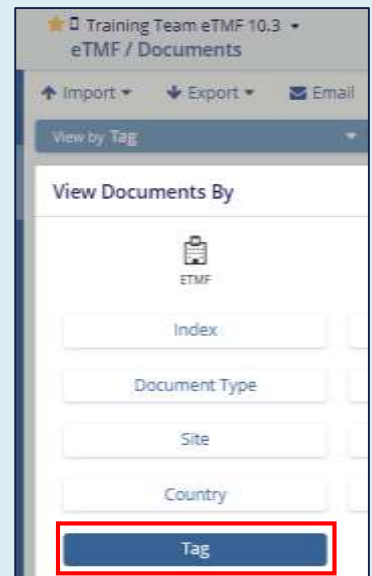 Training Team eTMF 10.3
eTMF / Documents
Import Export Email
View by Tag
View Documents By
ETMF
Index
Document Type
Site
Country
Tag